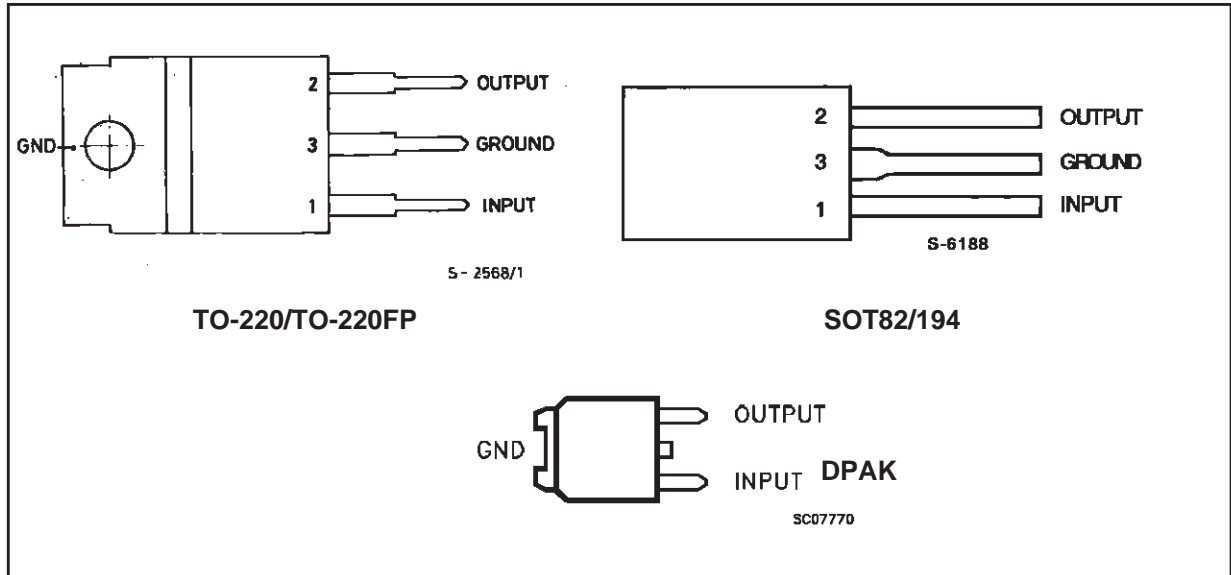 2 OUTPUT
GND 3 GROUND
1 INPUT
S-2568/1
TO-220/TO-220FP
2 OUTPUT
3 GROUND
1 INPUT
S-6188
SOT82/194
OUTPUT
GND
INPUT DPAK
SC07770